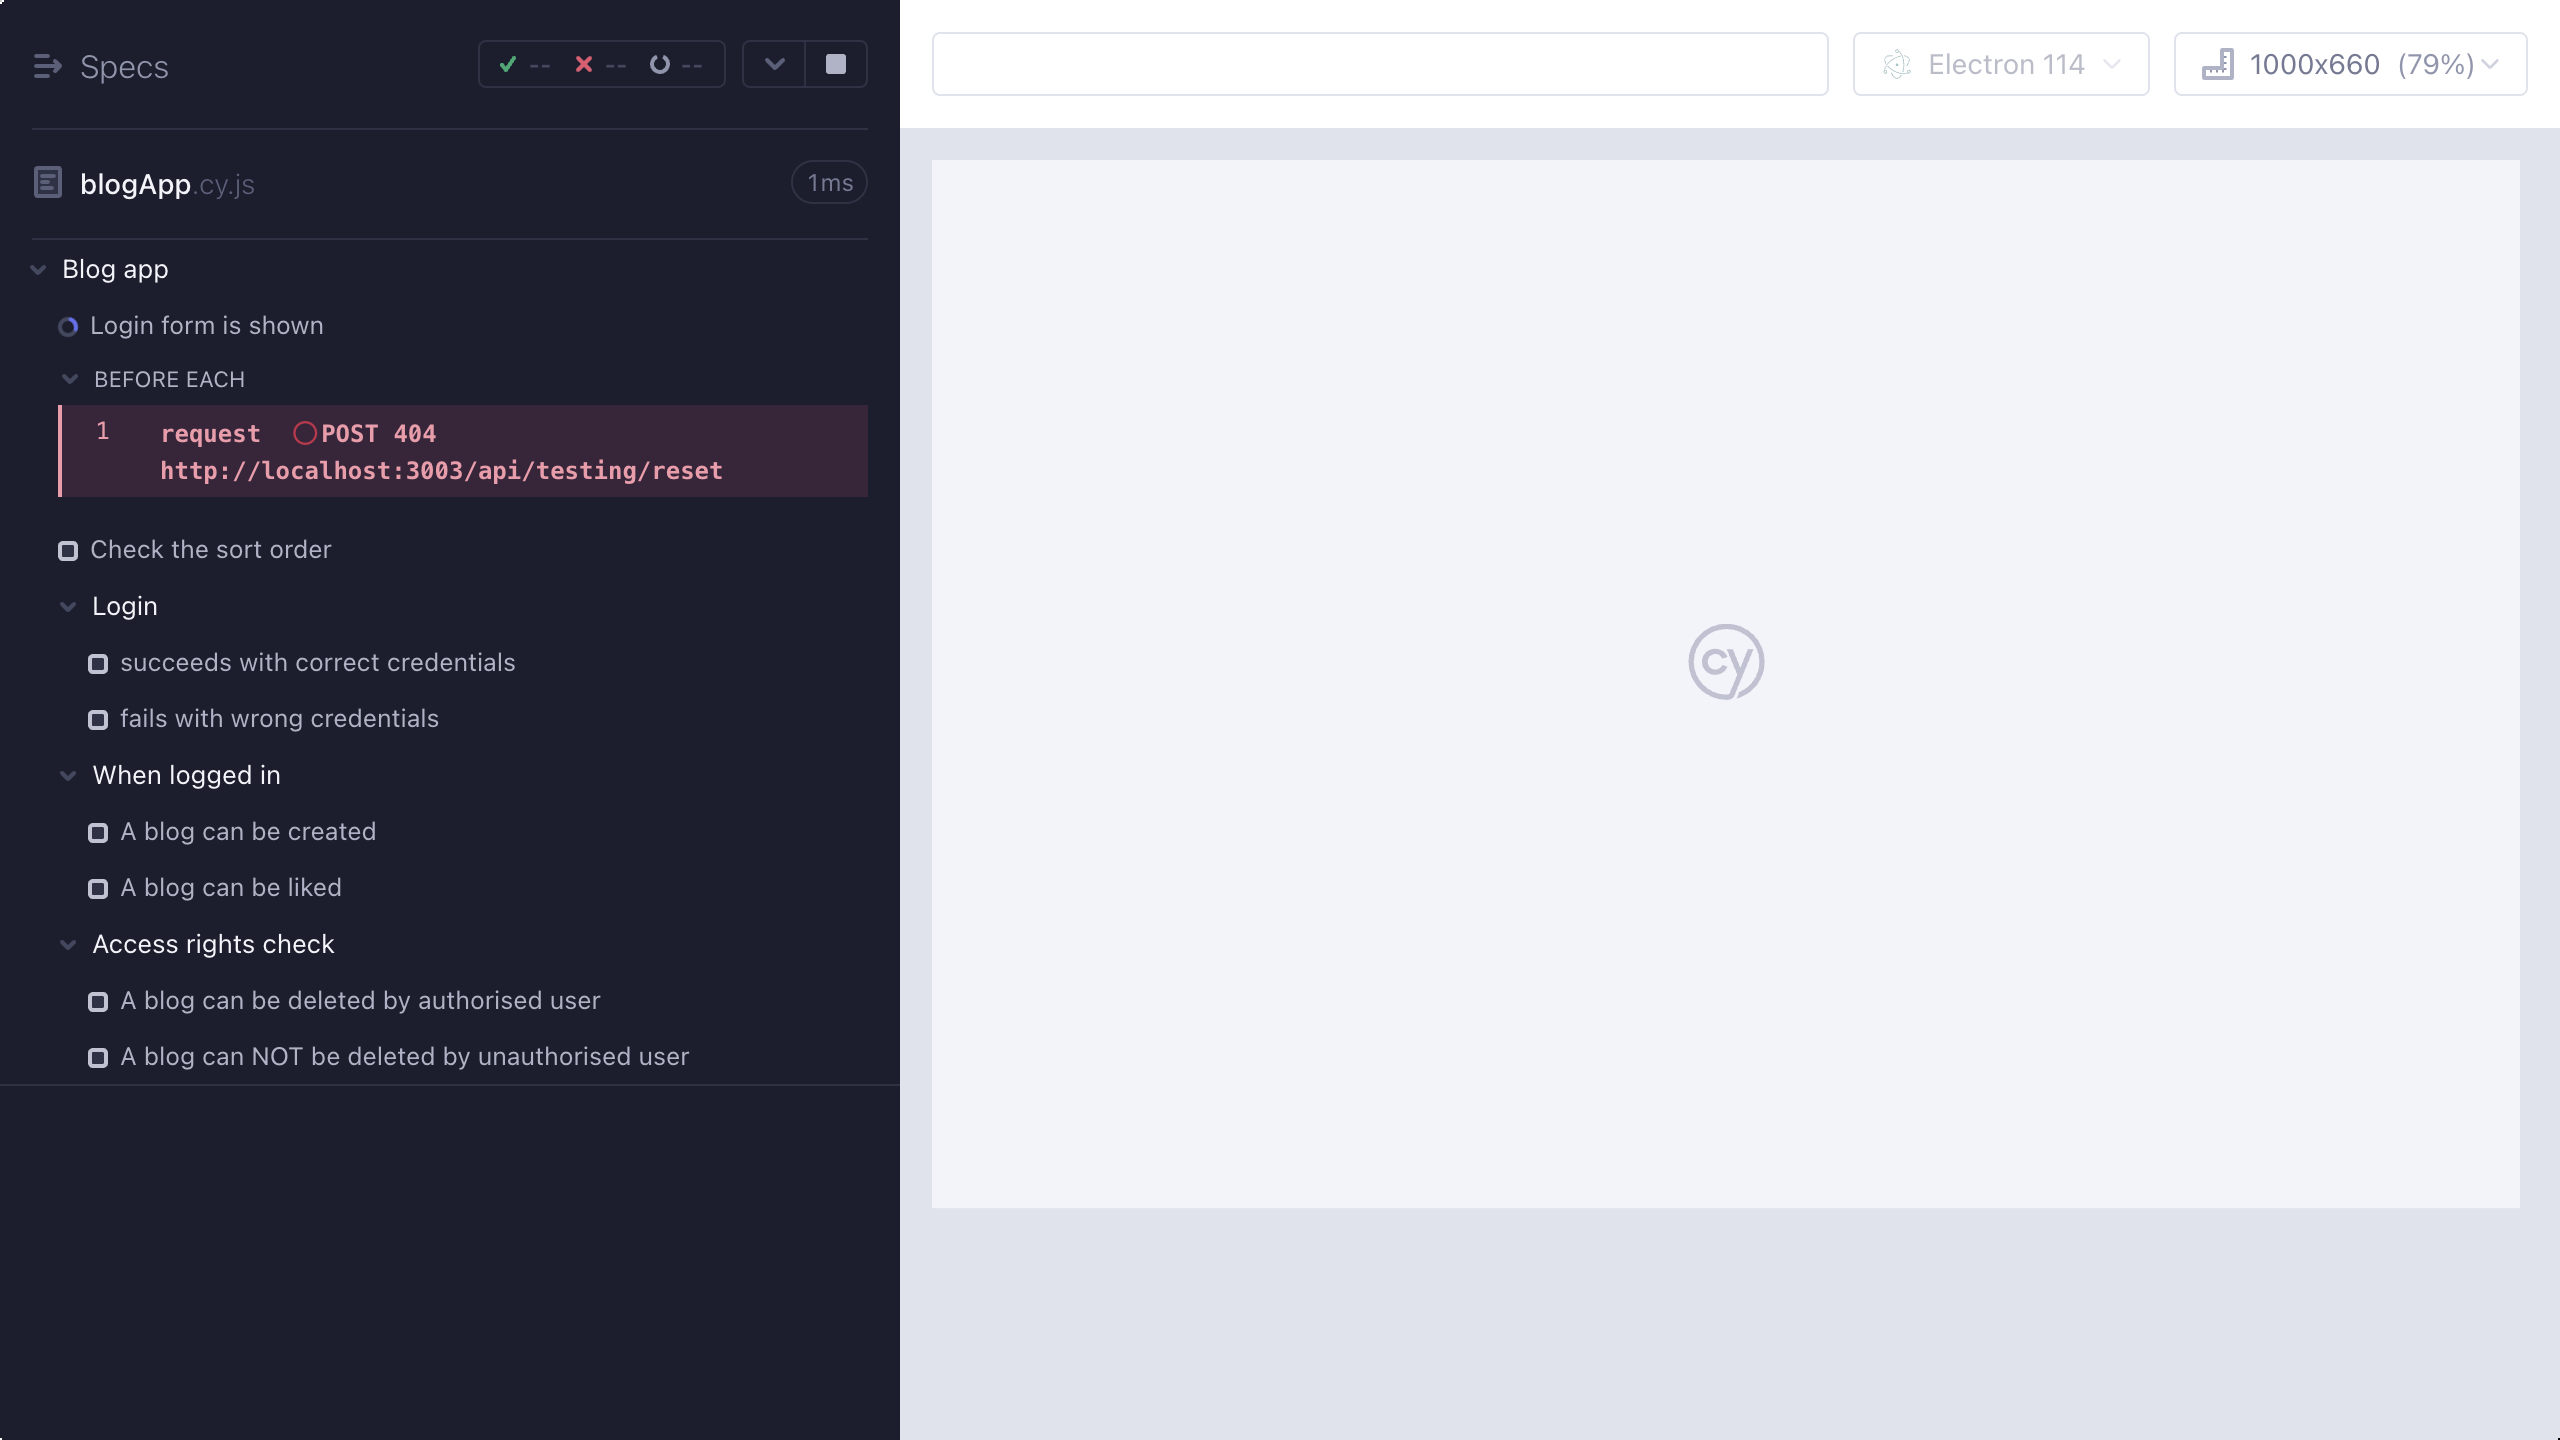 Specs
-- -- --
blogApp.cy.js
1ms
Blog app
Login form is shown
BEFORE EACH
1 request POST 404
http://localhost:3003/api/testing/reset
Check the sort order
Login
succeeds with correct credentials
fails with wrong credentials
When logged in
A blog can be created
A blog can be liked
Access rights check
A blog can be deleted by authorised user
A blog can NOT be deleted by unauthorised user
Electron 114
1000x660 (79%)
cy